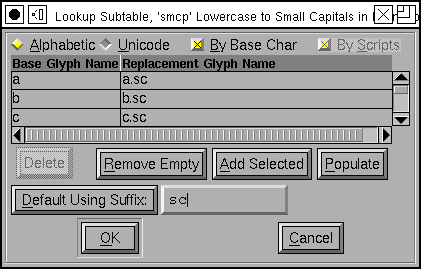 Lookup Subtable, 'smcp' Lowercase to Small Capitals in
Alphabetic Unicode By Base Char By Scripts
Base Glyph Name Replacement Glyph Name
a a.sc
b b.sc
c c.sc
Delete Remove Empty Add Selected Populate
Default Using Suffix: sc
OK Cancel